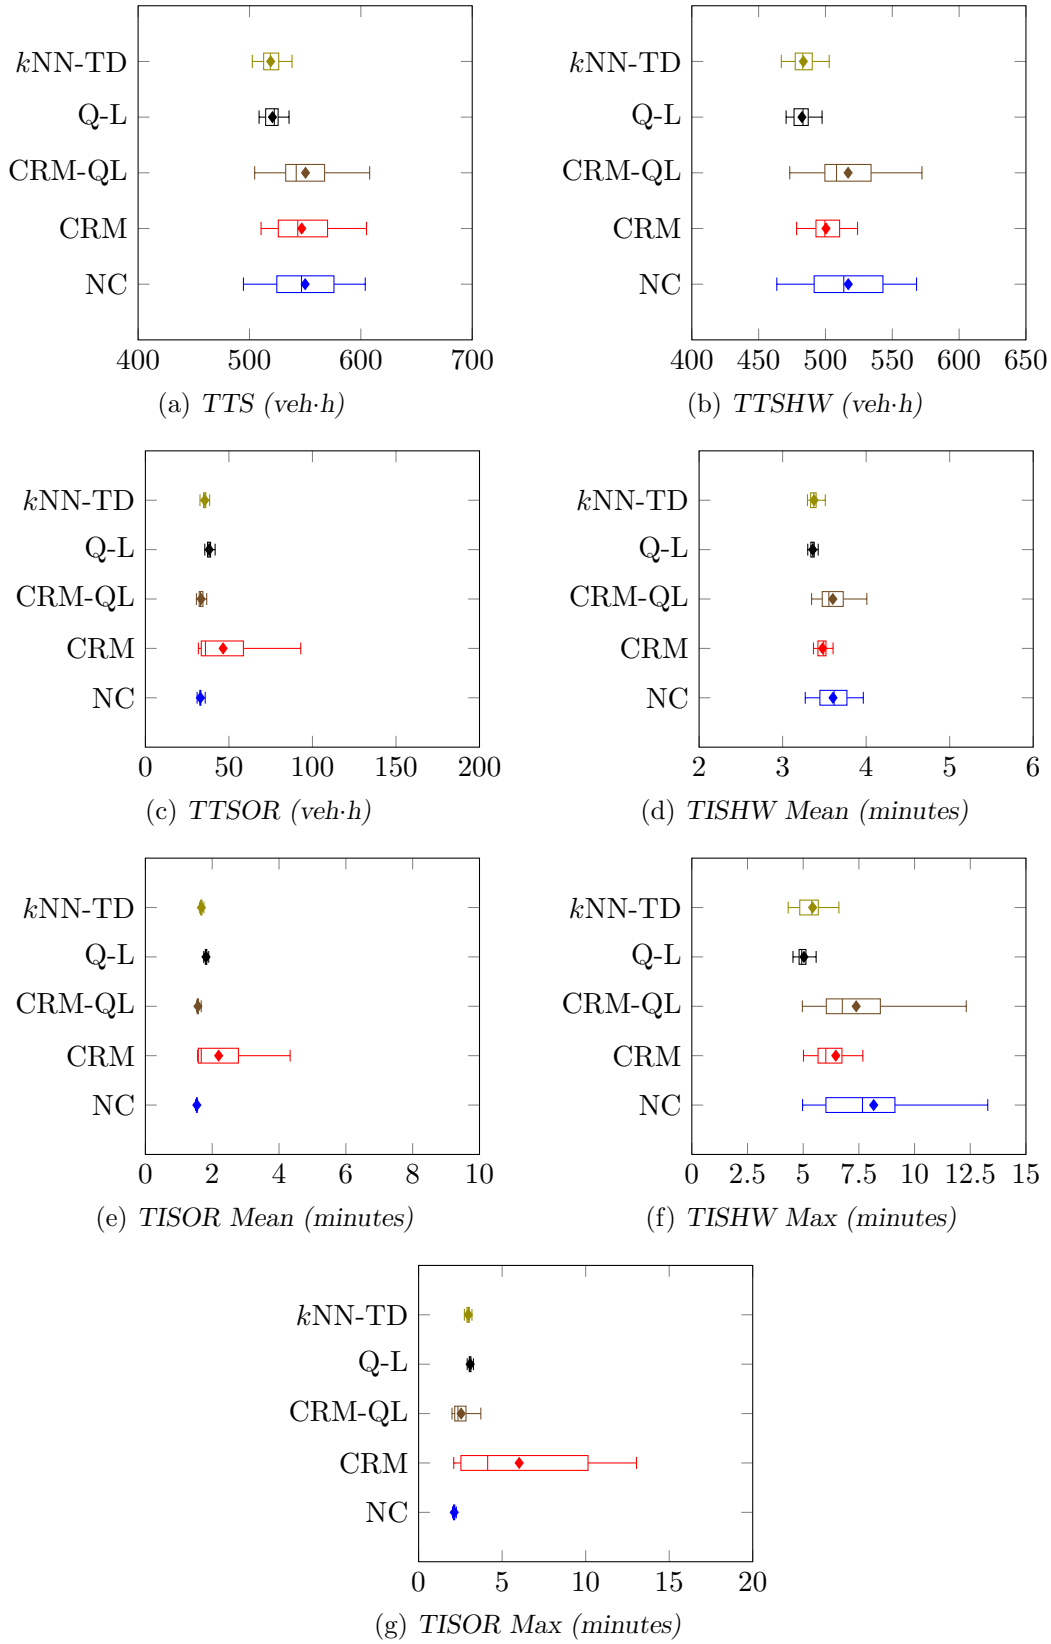 kNN-TD
Q-L
CRM-QL
CRM
NC
400 500 600 700
(a) TTS (veh·h)
kNN-TD
Q-L
CRM-QL
CRM
NC
400 450 500 550 600 650
(b) TTSHW (veh·h)
kNN-TD
Q-L
CRM-QL
CRM
NC
0 50 100 150 200
(c) TTSOR (veh·h)
kNN-TD
Q-L
CRM-QL
CRM
NC
2 3 4 5 6
(d) TISHW Mean (minutes)
kNN-TD
Q-L
CRM-QL
CRM
NC
0 2 4 6 8 10
(e) TISOR Mean (minutes)
kNN-TD
Q-L
CRM-QL
CRM
NC
0 2.5 5 7.5 10 12.5 15
(f) TISHW Max (minutes)
kNN-TD
Q-L
CRM-QL
CRM
NC
0 5 10 15 20
(g) TISOR Max (minutes)